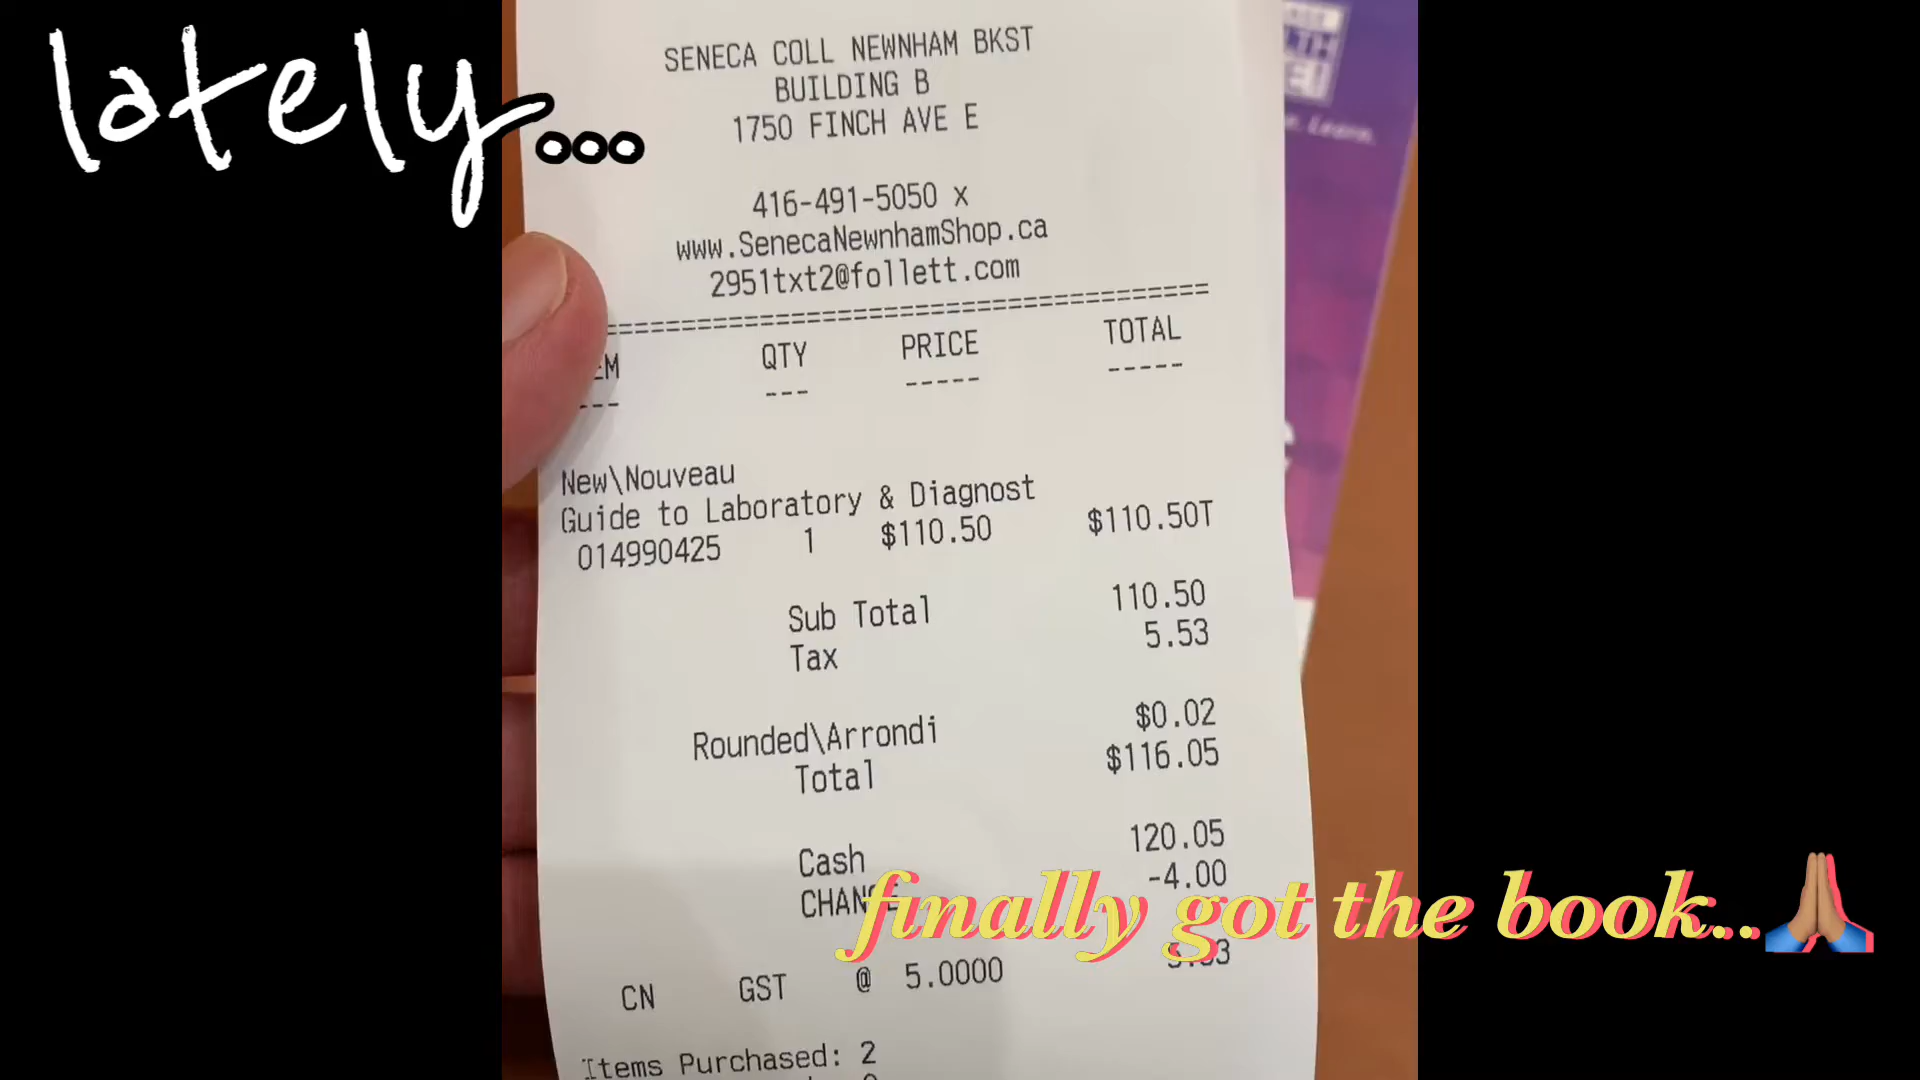 lately...
SENECA COLL NEWNHAM BKST
BUILDING B
1750 FINCH AVE E
416-491-5050 x
www.SenecaNewnhamShop.ca
2951txt2@follett.com
========================================
QTY PRICE TOTAL
--- --- ----- -----
New\Nouveau
Guide to Laboratory & Diagnost
014990425 1 $110.50 $110.50T
Sub Total 110.50
Tax 5.53
Rounded\Arrondi $0.02
Total $116.05
Cash 120.05
CHANGE -4.00
finally got the book..🙏🏽
CN GST @ 5.0000 5.53
Items Purchased: 2